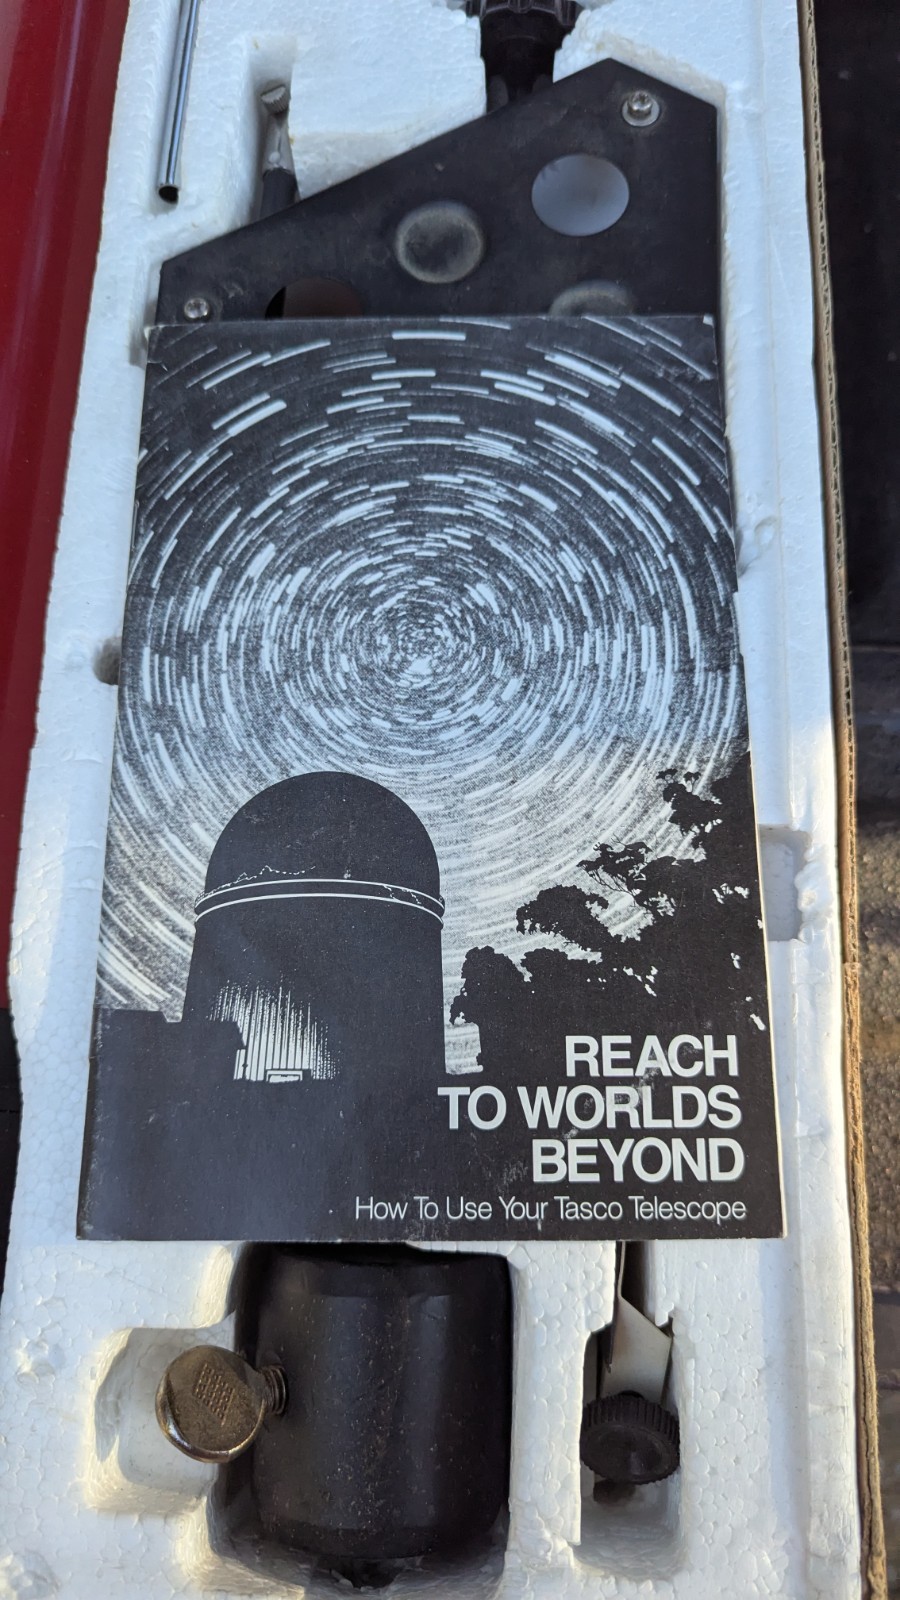 REACH
TO WORLDS
BEYOND
How To Use Your Tasco Telescope